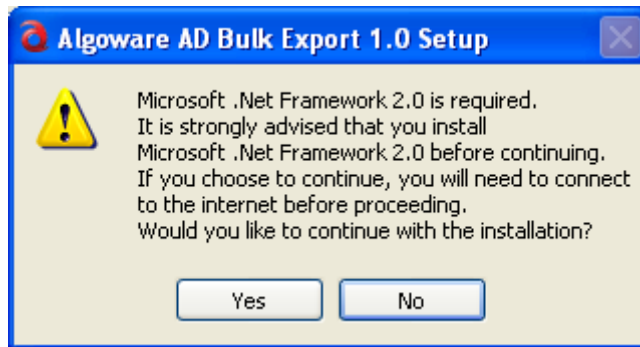 Algoware AD Bulk Export 1.0 Setup
Microsoft .Net Framework 2.0 is required.
It is strongly advised that you install
Microsoft .Net Framework 2.0 before continuing.
If you choose to continue, you will need to connect
to the internet before proceeding.
Would you like to continue with the installation?
Yes
No